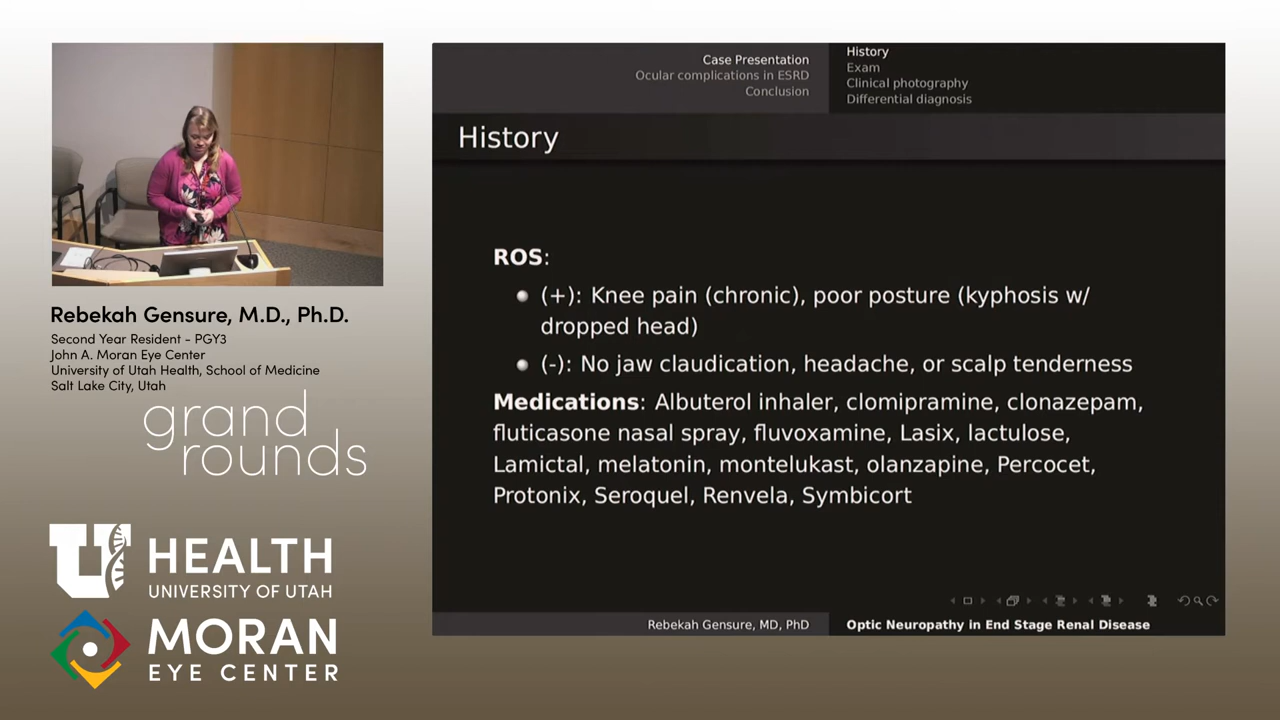 Rebekah Gensure, M.D., Ph.D.
Second Year Resident - PGY3
John A. Moran Eye Center
University of Utah Health, School of Medicine
Salt Lake City, Utah
grand
rounds
U HEALTH
UNIVERSITY OF UTAH
MORAN
EYE CENTER
Case Presentation
Ocular complications in ESRD
Conclusion
History
Exam
Clinical photography
Differential diagnosis
History
ROS:
(+): Knee pain (chronic), poor posture (kyphosis w/
dropped head)
(-): No jaw claudication, headache, or scalp tenderness
Medications: Albuterol inhaler, clomipramine, clonazepam,
fluticasone nasal spray, fluvoxamine, Lasix, lactulose,
Lamictal, melatonin, montelukast, olanzapine, Percocet,
Protonix, Seroquel, Renvela, Symbicort
Rebekah Gensure, MD, PhD
Optic Neuropathy in End Stage Renal Disease